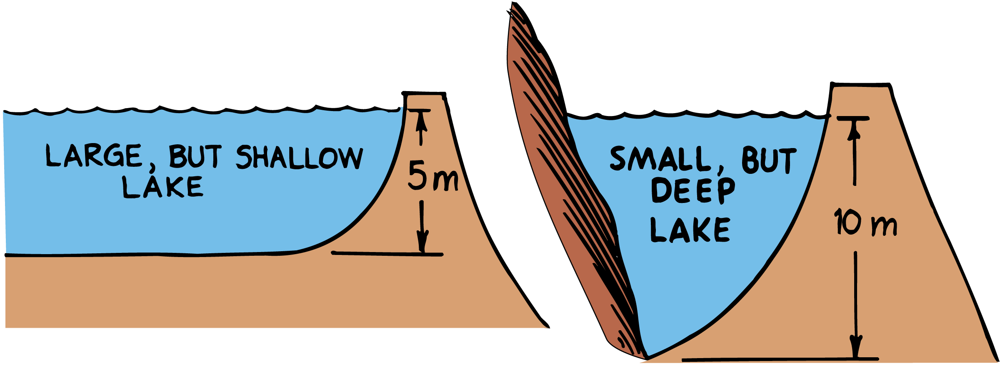 LARGE, BUT SHALLOW
LAKE
5 m
SMALL, BUT
DEEP
LAKE
10 m